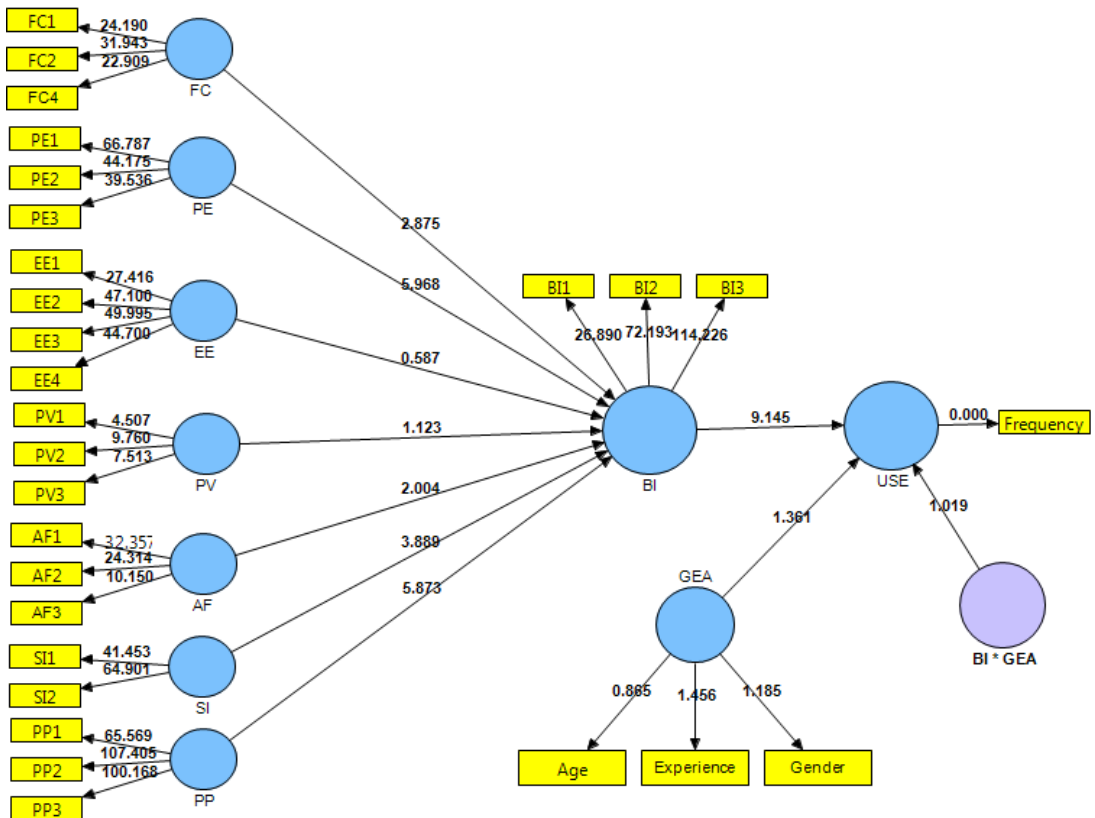 FC1
24.190
FC2
31.943
22.909
FC4
FC
PE1
66.787
PE2
44.175
39.536
PE3
PE
2.875
5.968
EE1
27.416
EE2
47.100
49.995
EE3
44.700
EE4
EE
0.587
BI1
BI2
BI3
26.890
72.193
114.226
PV1
4.507
PV2
9.760
7.513
PV3
PV
1.123
BI
9.145
USE
0.000
Frequency
AF1
32.357
AF2
24.314
10.150
AF3
AF
2.004
3.889
5.873
1.361
1.019
GEA
BI * GEA
SI1
41.453
SI2
64.901
SI
0.865
1.456
1.185
PP1
65.569
PP2
107.405
100.168
PP3
PP
Age
Experience
Gender